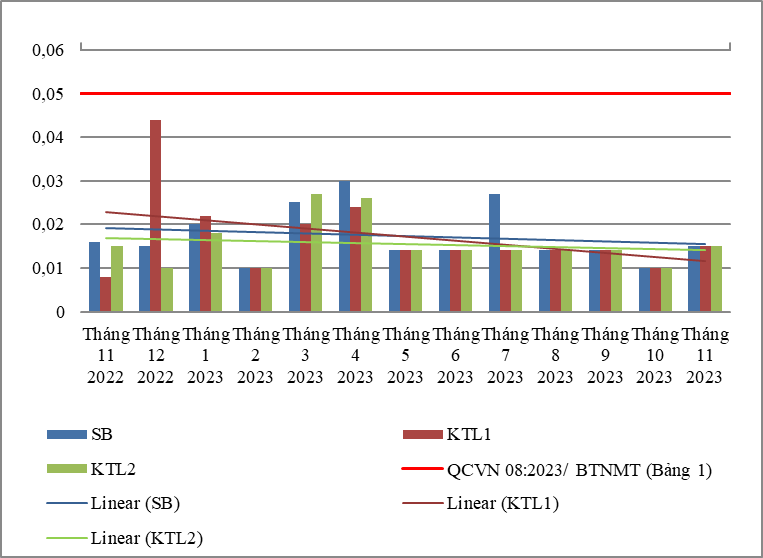 0,06
0,05
0,04
0,03
0,02
0,01
0
Tháng 11 2022
Tháng 12 2022
Tháng 1 2023
Tháng 2 2023
Tháng 3 2023
Tháng 4 2023
Tháng 5 2023
Tháng 6 2023
Tháng 7 2023
Tháng 8 2023
Tháng 9 2023
Tháng 10 2023
Tháng 11 2023
SB
KTL1
KTL2
QCVN 08:2023/ BTNMT (Bảng 1)
Linear (SB)
Linear (KTL1)
Linear (KTL2)